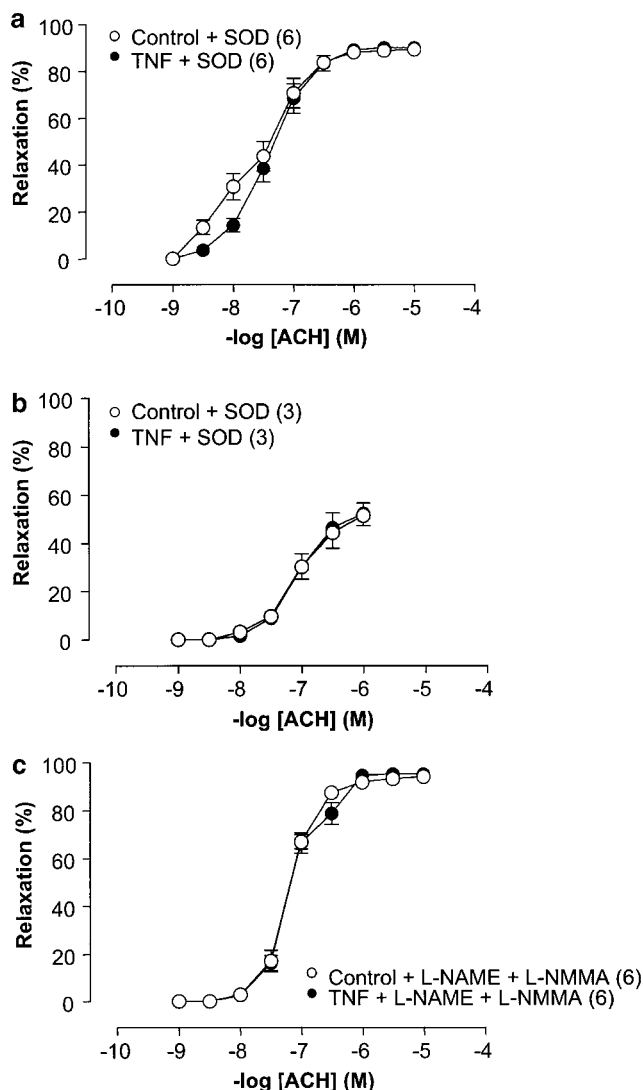 a
Control + SOD (6)
TNF + SOD (6)
100
80
60
40
20
0
Relaxation (%)
-10 -9 -8 -7 -6 -5 -4
-log [ACH] (M)
b
Control + SOD (3)
TNF + SOD (3)
100
80
60
40
20
0
Relaxation (%)
-10 -9 -8 -7 -6 -5 -4
-log [ACH] (M)
c
100
80
60
40
20
0
Relaxation (%)
Control + L-NAME + L-NMMA (6)
TNF + L-NAME + L-NMMA (6)
-10 -9 -8 -7 -6 -5 -4
-log [ACH] (M)